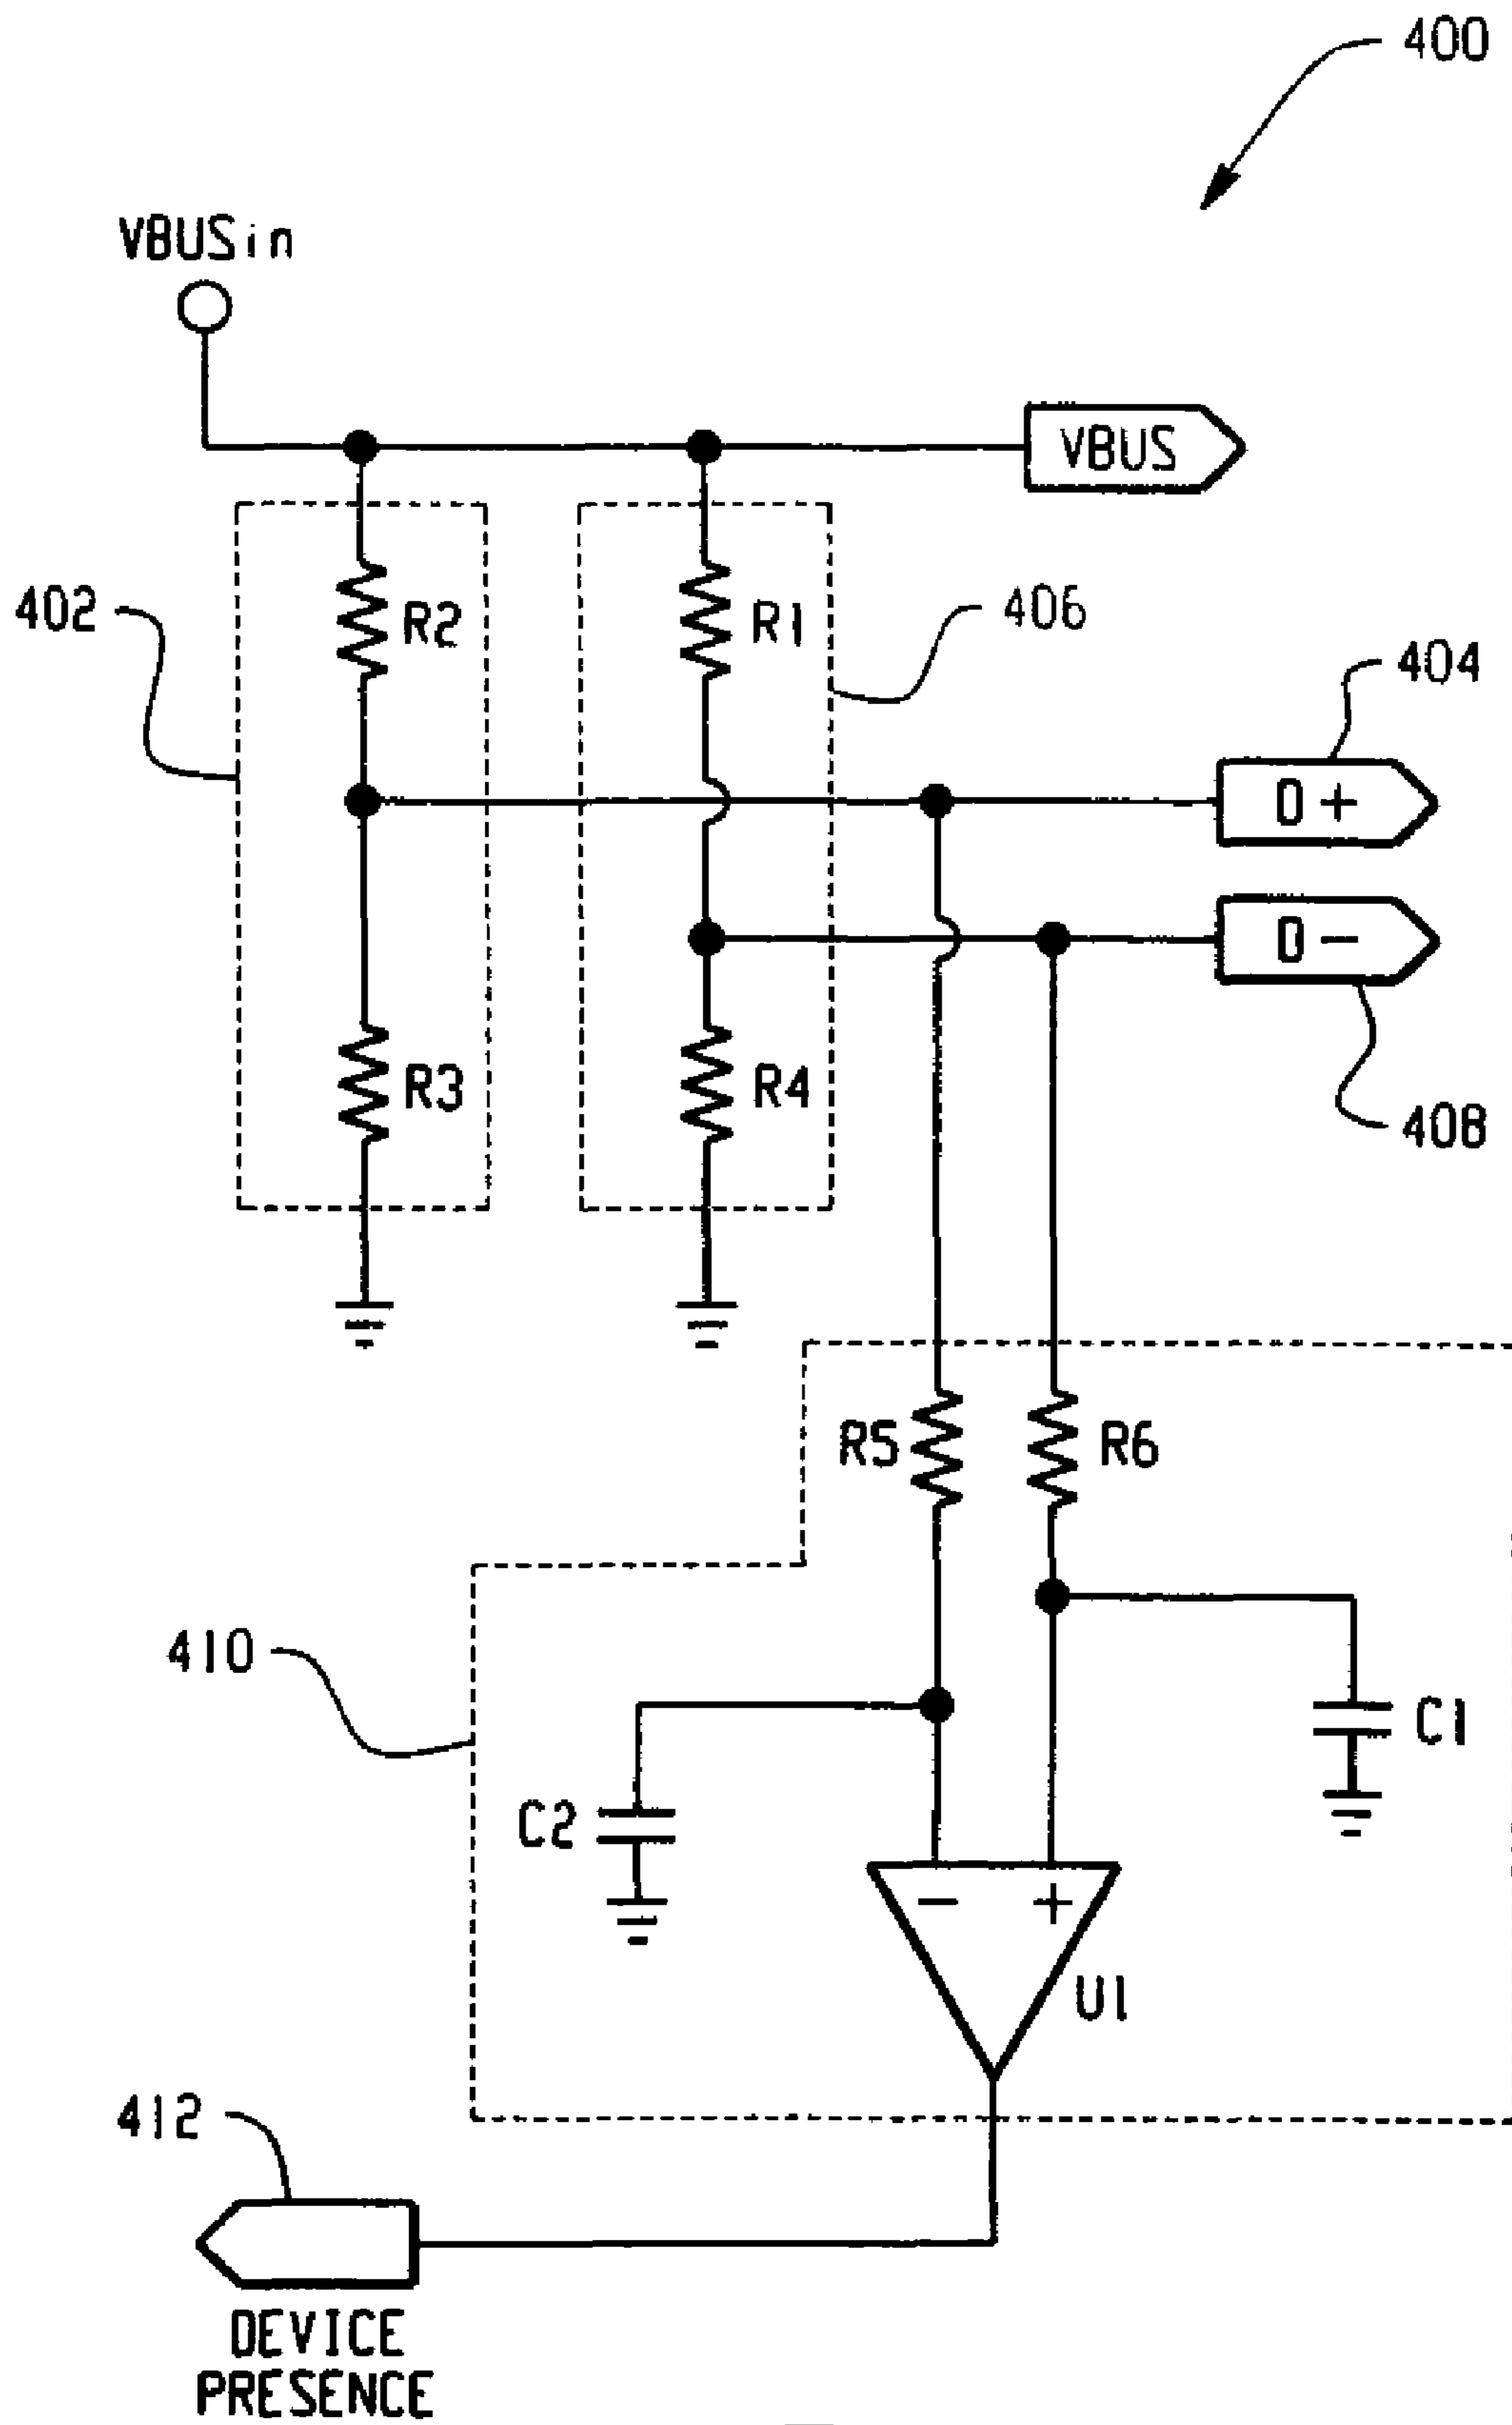 400
VBUSin
VBUS
402
R2
R1
406
404
D+
D-
R3
R4
408
R5
R6
410
C1
C2
- +
U1
412
DEVICE
PRESENCE